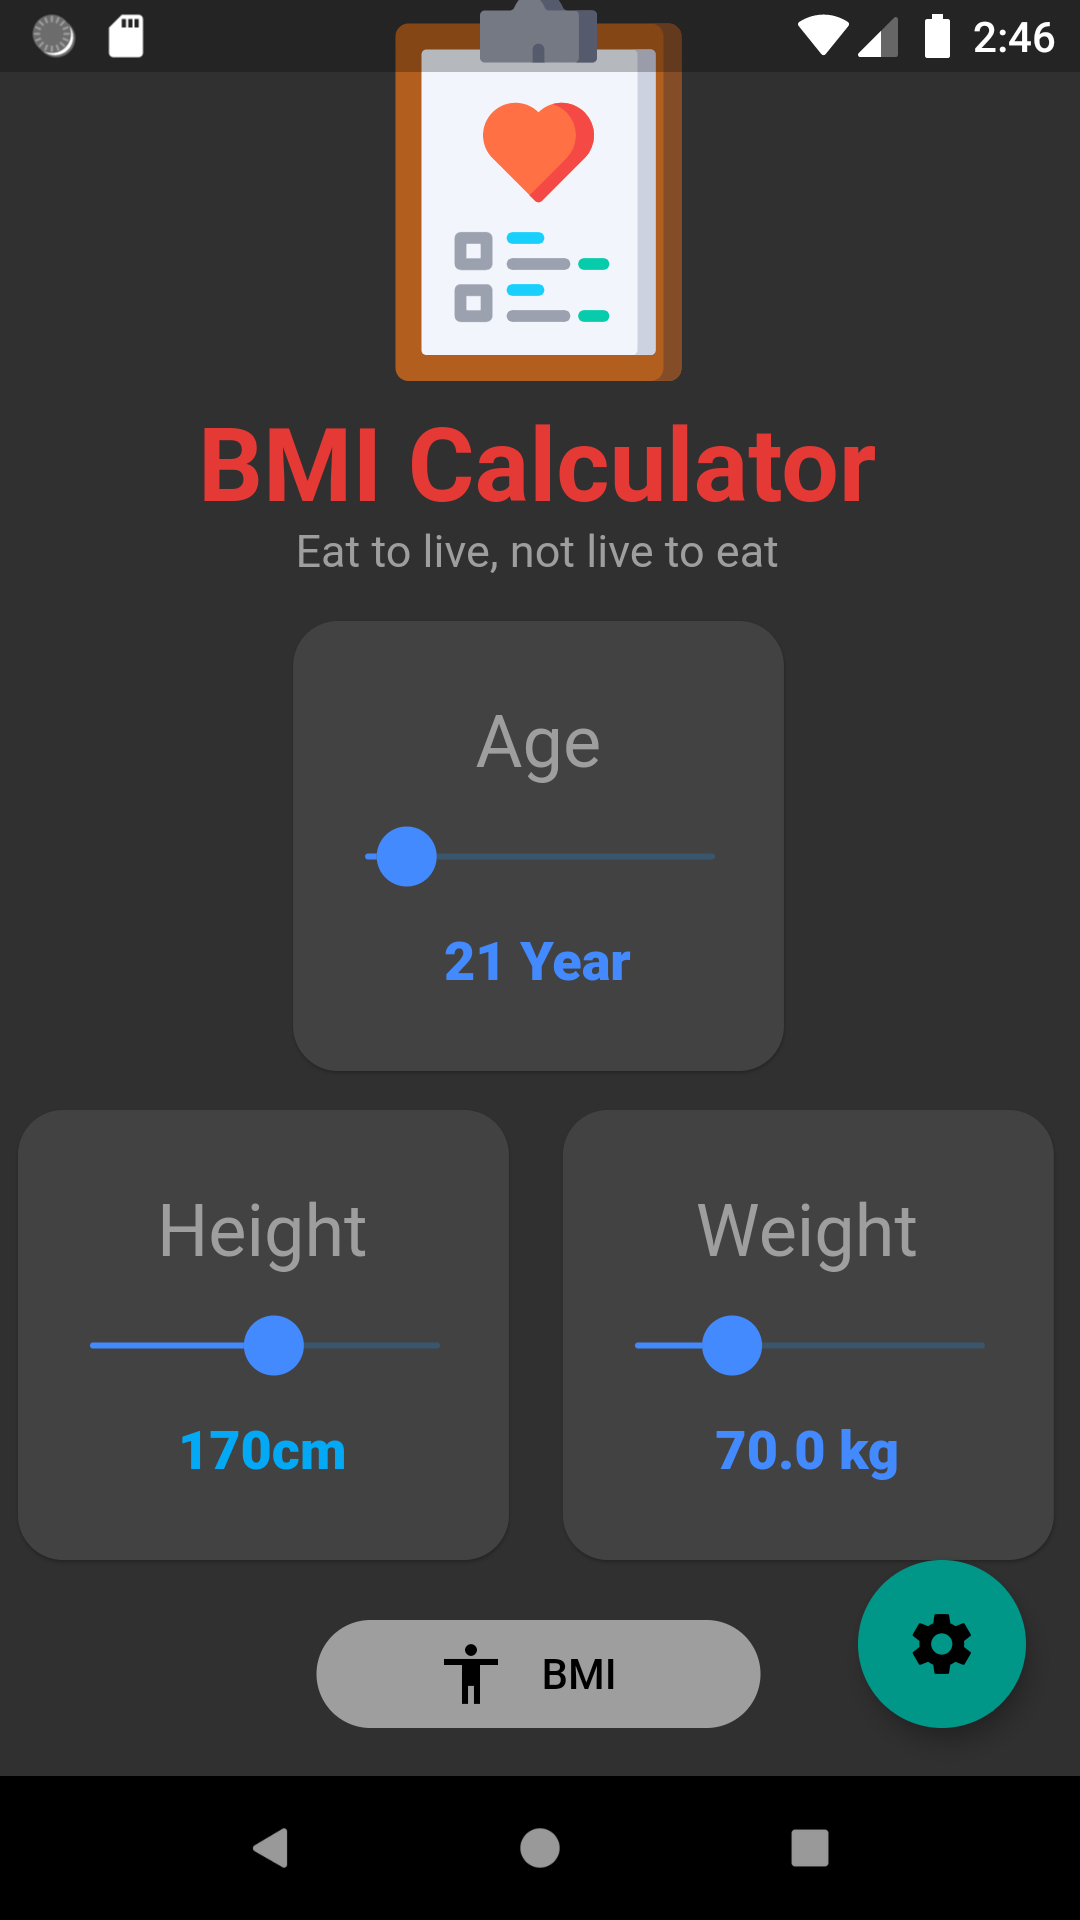 2:46
BMI Calculator
Eat to live, not live to eat
Age
21 Year
Height
Weight
170cm
70.0 kg
BMI